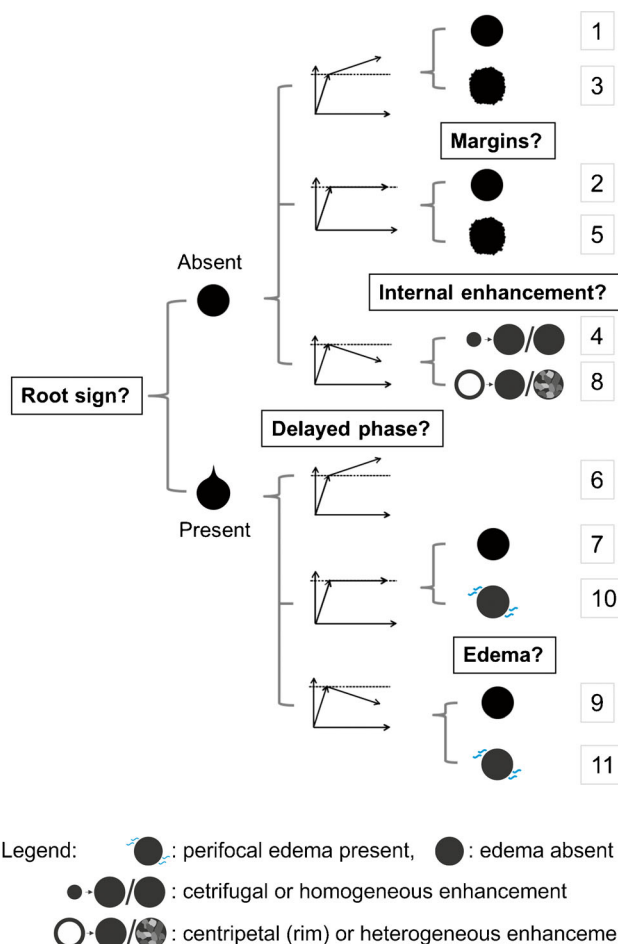 1
3
Margins?
2
5
Absent
Internal enhancement?
4
8
Root sign?
Delayed phase?
6
Present
7
10
Edema?
9
11
Legend: : perifocal edema present, : edema absent
: cetrifugal or homogeneous enhancement
: centripetal (rim) or heterogeneous enhanceme